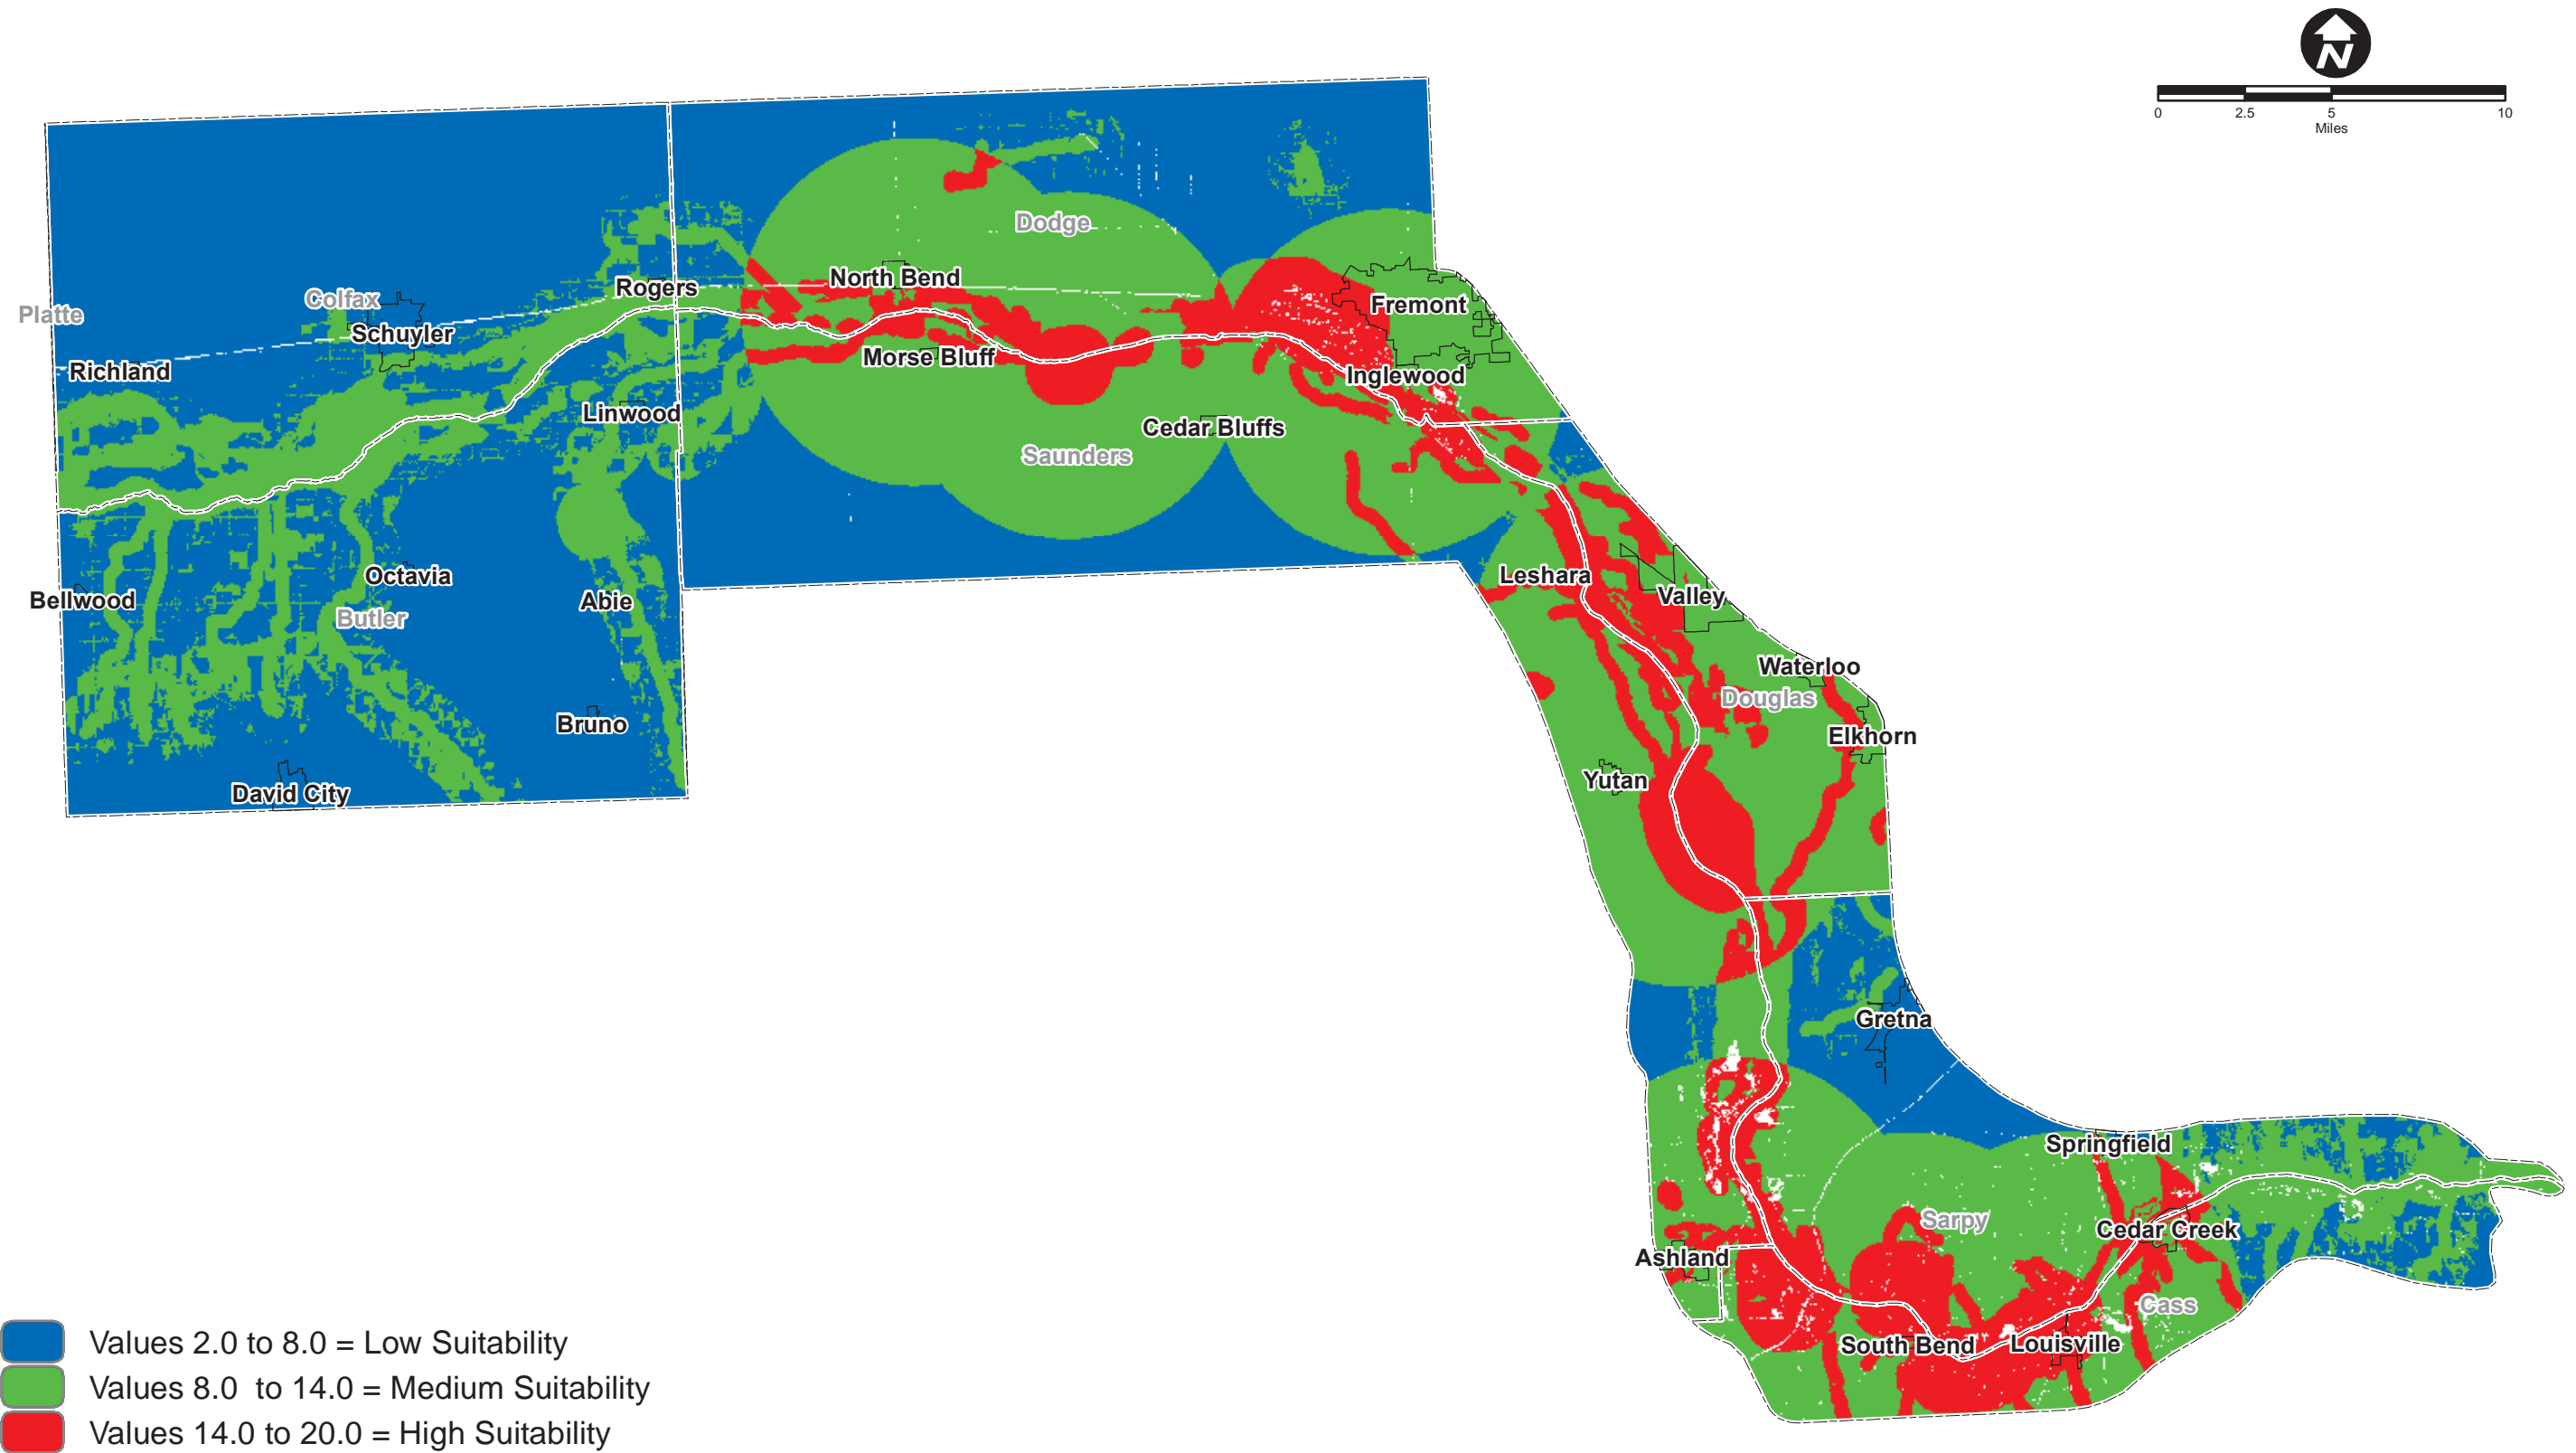 N
0 2.5 5 10
Miles
Dodge
North Bend
Rogers
Colfax
Fremont
Platte
Schuyler
Morse Bluff
Richland
Inglewood
Linwood
Cedar Bluffs
Saunders
Octavia
Leshara
Bellwood
Abie
Valley
Butler
Waterloo
Douglas
Bruno
Elkhorn
Yutan
David City
Gretna
Springfield
Sarpy
Cedar Creek
Ashland
Cass
South Bend
Louisville
Values 2.0 to 8.0 = Low Suitability
Values 8.0 to 14.0 = Medium Suitability
Values 14.0 to 20.0 = High Suitability